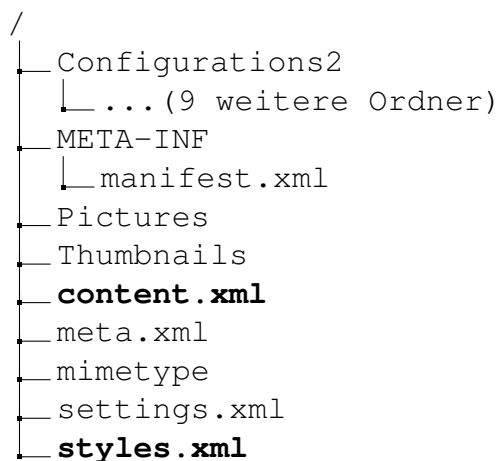 /
Configurations2
...(9 weitere Ordner)
META-INF
manifest.xml
Pictures
Thumbnails
content.xml
meta.xml
mimetype
settings.xml
styles.xml